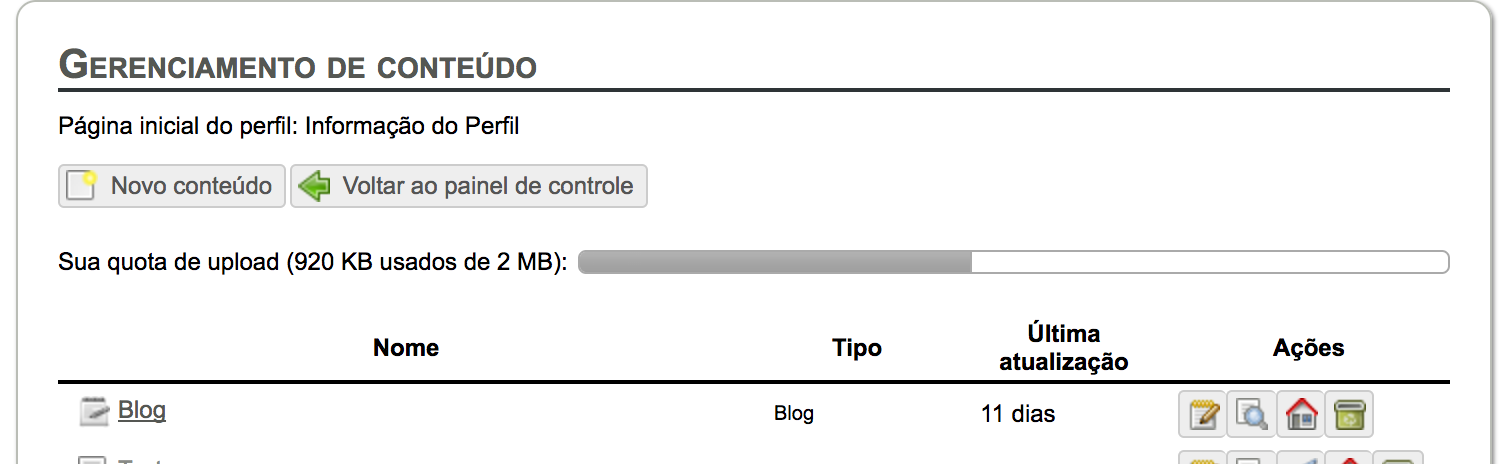 Gerenciamento de conteúdo
Página inicial do perfil: Informação do Perfil
Novo conteúdo Voltar ao painel de controle
Sua quota de upload (920 KB usados de 2 MB):
Nome Tipo Última atualização Ações
Blog Blog 11 dias